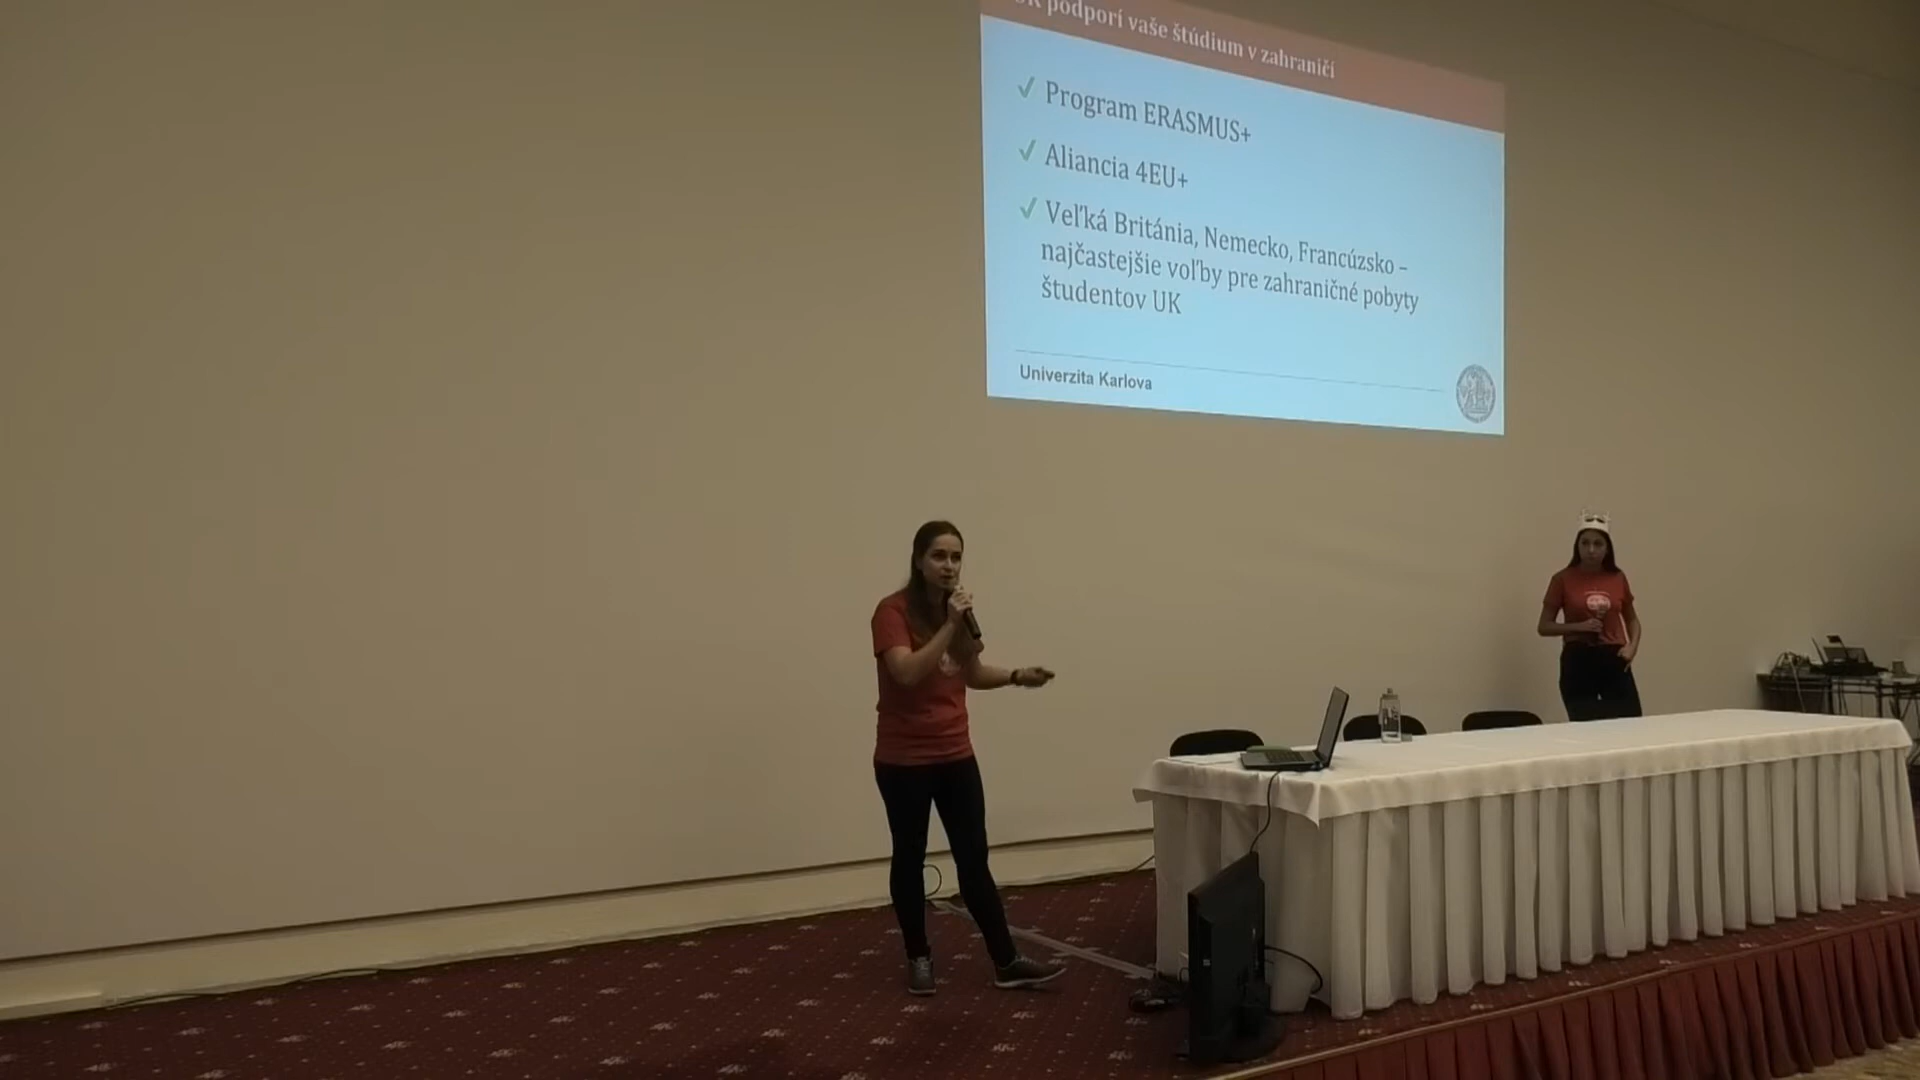 UK podporí vaše štúdium v zahraničí
✓ Program ERASMUS+
✓ Aliancia 4EU+
✓ Veľká Británia, Nemecko, Francúzsko –
najčastejšie voľby pre zahraničné pobyty
študentov UK
Univerzita Karlova